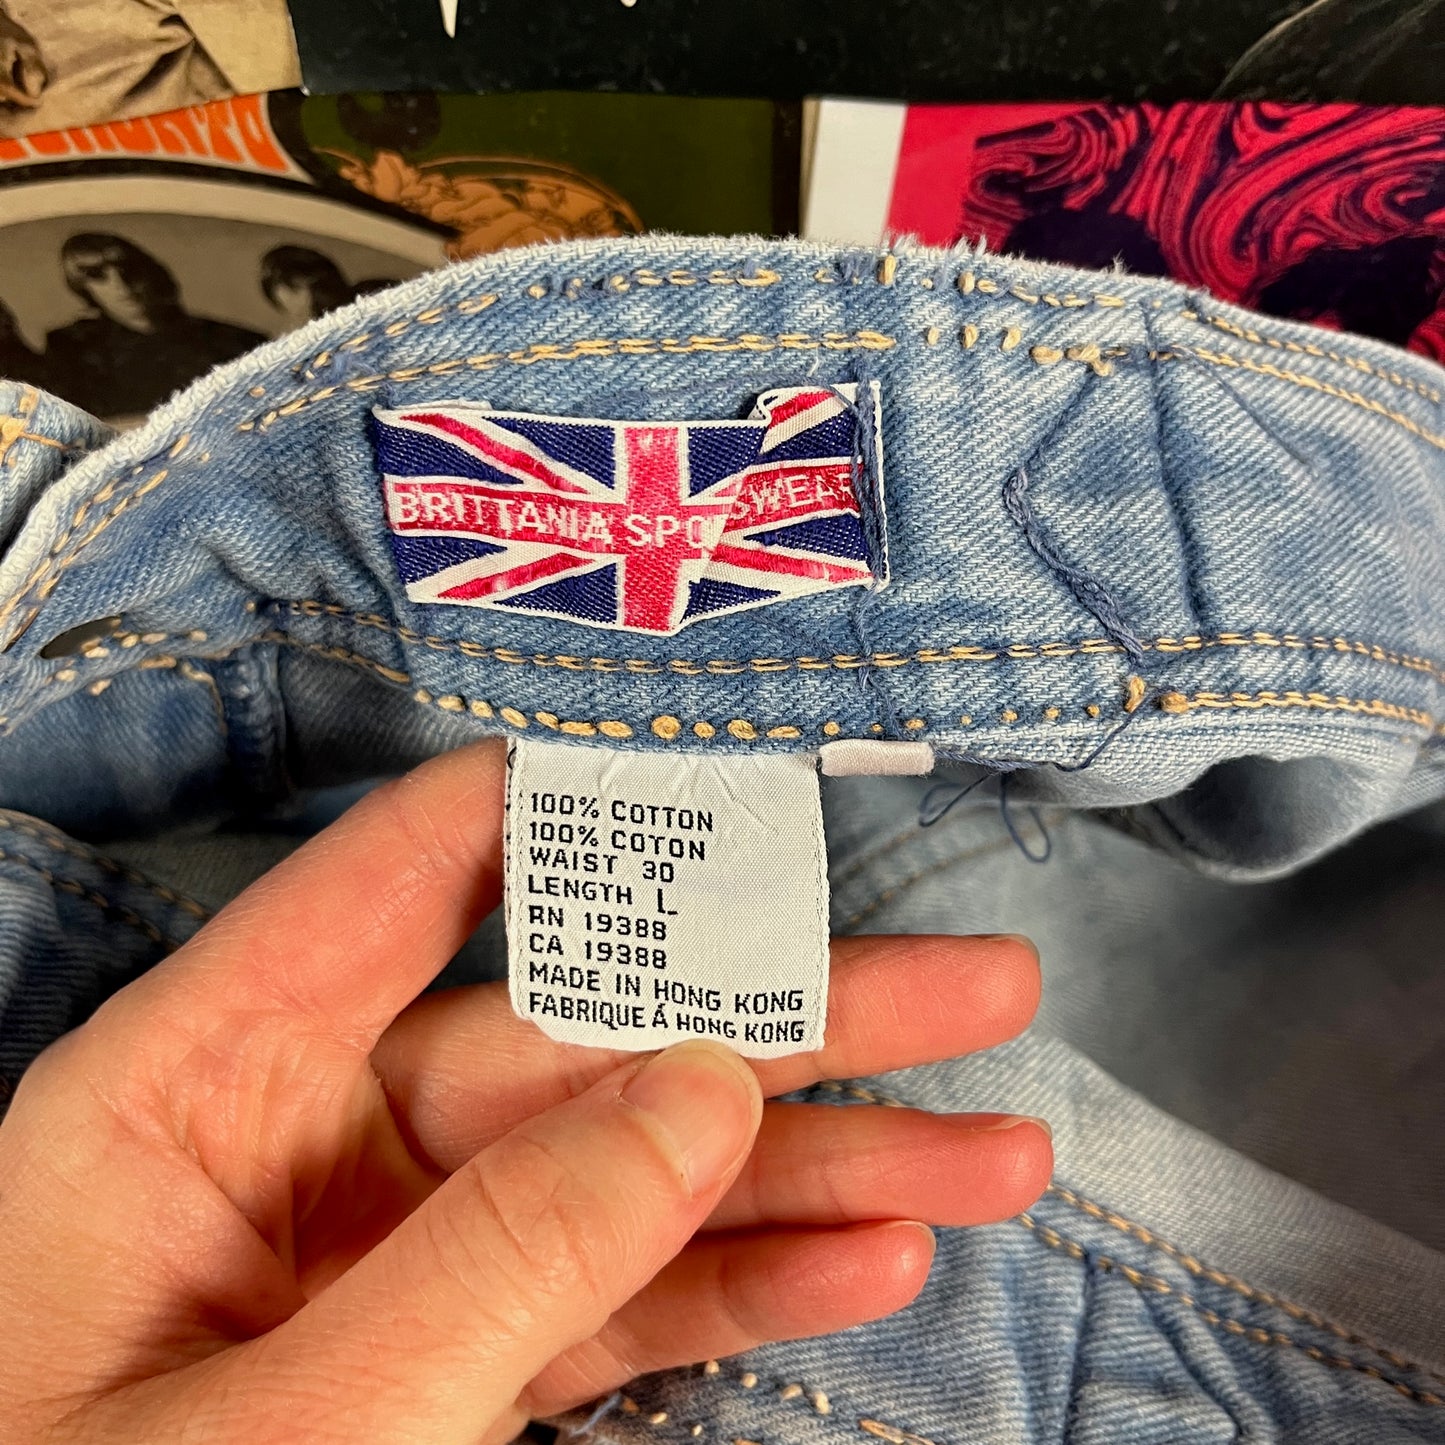 BRITTANIA SPO SWEAR
100% COTTON
100% COTON
WAIST 30
LENGTH L
RN 19388
CA 19388
MADE IN HONG KONG
FABRIQUE Á HONG KONG